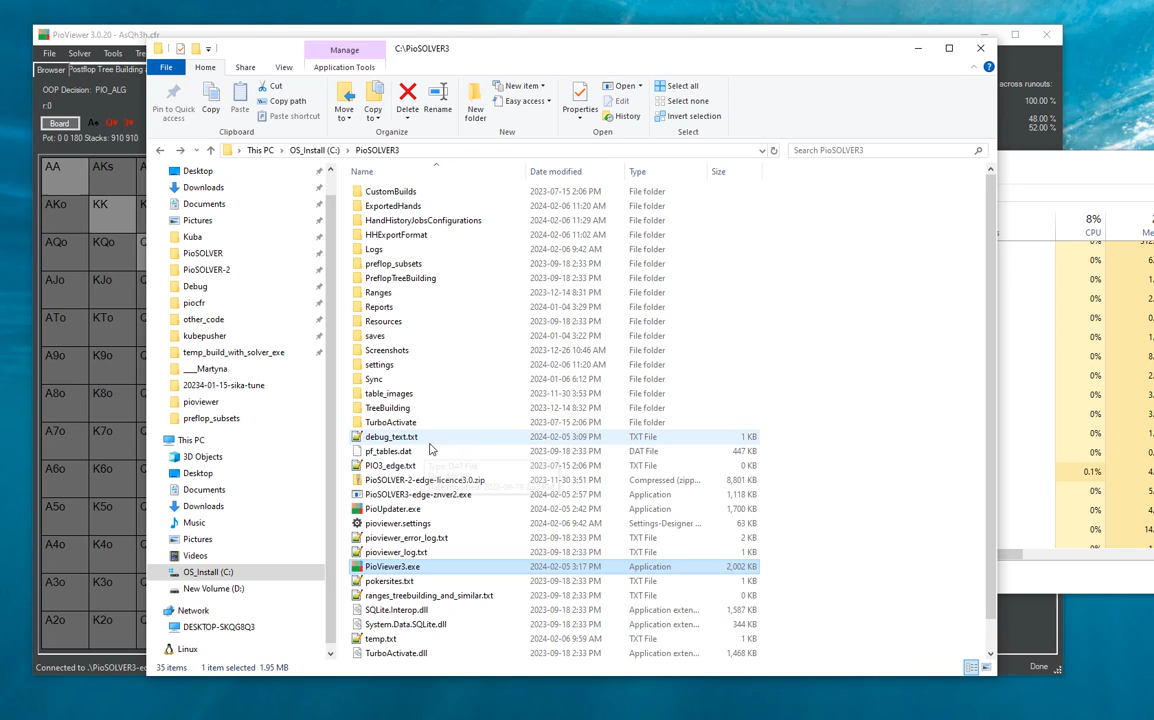 PioViewer 3.0.20 - AsQh3h.cfr
File Solver Tools
Browser Postflop Tree Building
OOP Decision: PIO_ALG
r:0
Board
Pot: 0 0 180 Stacks: 910 910
AA AKs
AKo KK
AQo KQo
AJo KJo
ATo KTo
A9o K9o
A8o K8o
A7o K7o
A6o K6o
A5o K5o
A4o K4o
A3o K3o
A2o K2o
Manage C:\PioSOLVER3
File Home Share View Application Tools
Pin to Quick access
Copy
Paste
Cut
Copy path
Paste shortcut
Clipboard
Move to
Copy to
Delete
Rename
Organize
New folder
New item
Easy access
New
Properties
Open
Edit
History
Open
Select all
Select none
Invert selection
Select
This PC OS_Install (C:) PioSOLVER3
Search PioSOLVER3
Desktop
Downloads
Documents
Pictures
Kuba
PioSOLVER
PioSOLVER-2
Debug
piocfr
other_code
kubepusher
temp_build_with_solver_exe
___Martyna
20234-01-15-sika-tune
pioviewer
preflop_subsets
This PC
3D Objects
Desktop
Documents
Downloads
Music
Pictures
Videos
OS_Install (C:)
New Volume (D:)
Network
DESKTOP-SKQG8Q3
Linux
Name Date modified Type Size
CustomBuilds 2023-07-15 2:06 PM File folder
ExportedHands 2024-02-06 11:20 AM File folder
HandHistoryJobsConfigurations 2024-02-06 11:29 AM File folder
HHExportFormat 2024-02-06 11:02 AM File folder
Logs 2024-02-06 9:42 AM File folder
preflop_subsets 2023-09-18 2:33 PM File folder
PreflopTreeBuilding 2023-09-18 2:33 PM File folder
Ranges 2023-12-14 8:31 PM File folder
Reports 2024-01-04 3:29 PM File folder
Resources 2023-09-18 2:33 PM File folder
saves 2024-01-04 3:22 PM File folder
Screenshots 2023-12-26 10:46 AM File folder
settings 2024-02-06 11:20 AM File folder
Sync 2024-01-06 6:12 PM File folder
table_images 2023-11-30 3:53 PM File folder
TreeBuilding 2023-12-14 8:32 PM File folder
TurboActivate 2023-07-15 2:06 PM File folder
debug_text.txt 2024-02-05 3:09 PM TXT File 1 KB
pf_tables.dat 2023-09-18 2:33 PM DAT File 447 KB
PIO3_edge.txt 2023-07-15 2:06 PM TXT File 0 KB
PioSOLVER-2-edge-licence3.0.zip 2023-11-30 3:51 PM Compressed (zipp... 8,801 KB
PioSOLVER3-edge-znver2.exe 2024-02-05 2:57 PM Application 1,118 KB
PioUpdater.exe 2024-02-05 2:42 PM Application 1,700 KB
pioviewer.settings 2024-02-06 9:42 AM Settings-Designer ... 63 KB
pioviewer_error_log.txt 2023-09-18 2:33 PM TXT File 2 KB
pioviewer_log.txt 2023-09-18 2:33 PM TXT File 1 KB
PioViewer3.exe 2024-02-05 3:17 PM Application 2,002 KB
pokersites.txt 2023-09-18 2:33 PM TXT File 1 KB
ranges_treebuilding_and_similar.txt 2023-09-18 2:33 PM TXT File 1 KB
SQLite.Interop.dll 2023-09-18 2:33 PM Application exten... 1,587 KB
System.Data.SQLite.dll 2023-09-18 2:33 PM Application exten... 344 KB
temp.txt 2024-02-06 9:59 AM TXT File 1 KB
TurboActivate.dll 2023-09-18 2:33 PM Application exten... 1,468 KB
35 items 1 item selected 1.95 MB
across runouts:
100.00 %
48.00 %
52.00 %
8%
CPU
0%
0%
0%
0%
0%
0%
0%
0%
0.1%
0%
0%
0%
Done